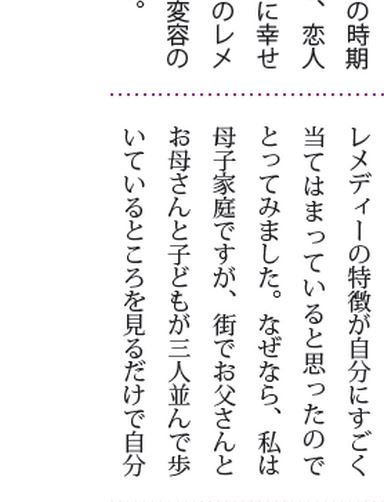 の時期
、恋人
に幸せ
のレメ
変容の
。
レメディーの特徴が自分にすごく
当てはまっていると思ったので
とってみました。なぜなら、私は
母子家庭ですが、街でお父さんと
お母さんと子どもが三人並んで歩
いているところを見るだけで自分